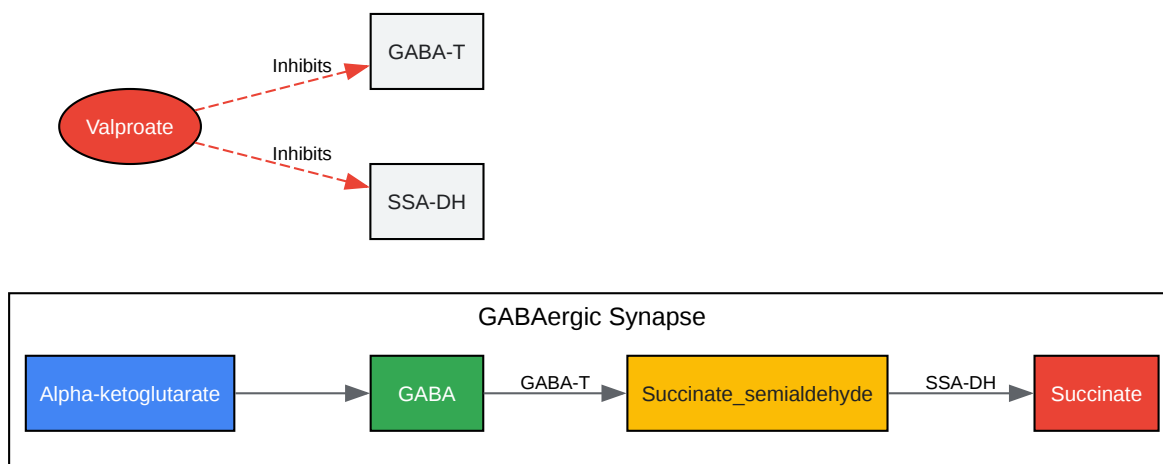 GABA-T
Inhibits
Valproate
Inhibits
SSA-DH
GABAergic Synapse
Alpha-ketoglutarate
GABA
GABA-T
Succinate_semialdehyde
SSA-DH
Succinate